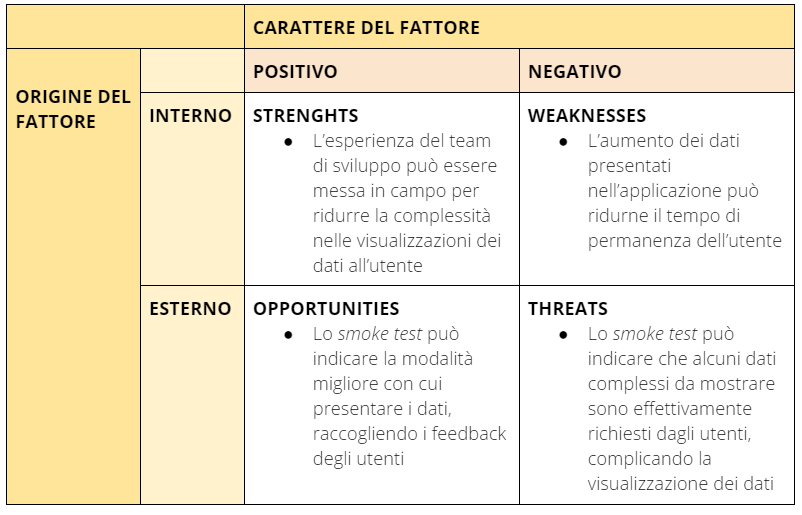 CARATTERE DEL FATTORE
ORIGINE DEL
FATTORE
POSITIVO
NEGATIVO
INTERNO
STRENGHTS
● L'esperienza del team
di sviluppo può essere
messa in campo per
ridurre la complessità
nelle visualizzazioni dei
dati all'utente
WEAKNESSES
● L'aumento dei dati
presentati
nell'applicazione può
ridurne il tempo di
permanenza dell'utente
ESTERNO
OPPORTUNITIES
● Lo smoke test può
indicare la modalità
migliore con cui
presentare i dati,
raccogliendo i feedback
degli utenti
THREATS
● Lo smoke test può
indicare che alcuni dati
complessi da mostrare
sono effettivamente
richiesti dagli utenti,
complicando la
visualizzazione dei dati